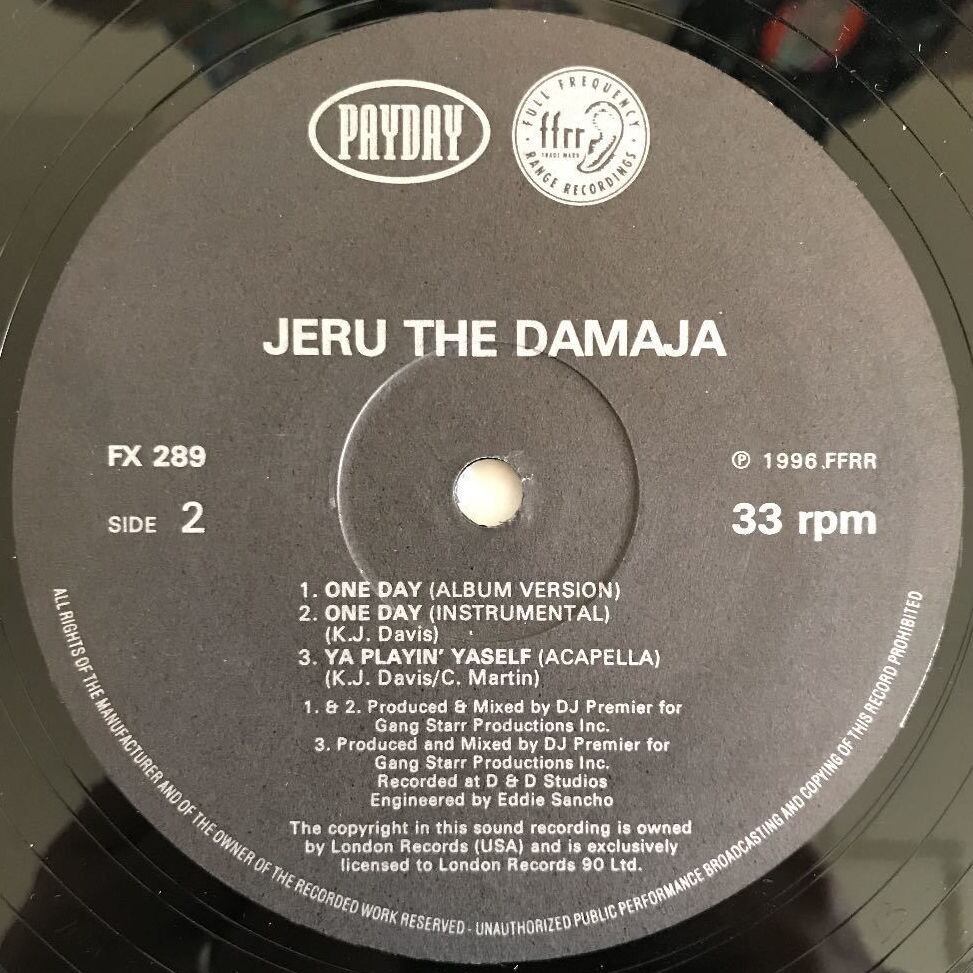 PAYDAY
FULL FREQUENCY
ffrr
TRADE MARK
RANGE RECORDINGS
JERU THE DAMAJA
FX 289
℗ 1996 FFRR
SIDE 2
33 rpm
1. ONE DAY (ALBUM VERSION)
2. ONE DAY (INSTRUMENTAL)
(K.J. Davis)
3. YA PLAYIN' YASELF (ACAPELLA)
(K.J. Davis/C. Martin)
1. & 2. Produced & Mixed by DJ Premier for
Gang Starr Productions Inc.
3. Produced and Mixed by DJ Premier for
Gang Starr Productions Inc.
Recorded at D & D Studios
Engineered by Eddie Sancho
The copyright in this sound recording is owned
by London Records (USA) and is exclusively
licensed to London Records 90 Ltd.
ALL RIGHTS OF THE MANUFACTURER AND OF THE OWNER OF THE RECORDED WORK RESERVED - UNAUTHORIZED PUBLIC PERFORMANCE BROADCASTING AND COPYING OF THIS RECORD PROHIBITED